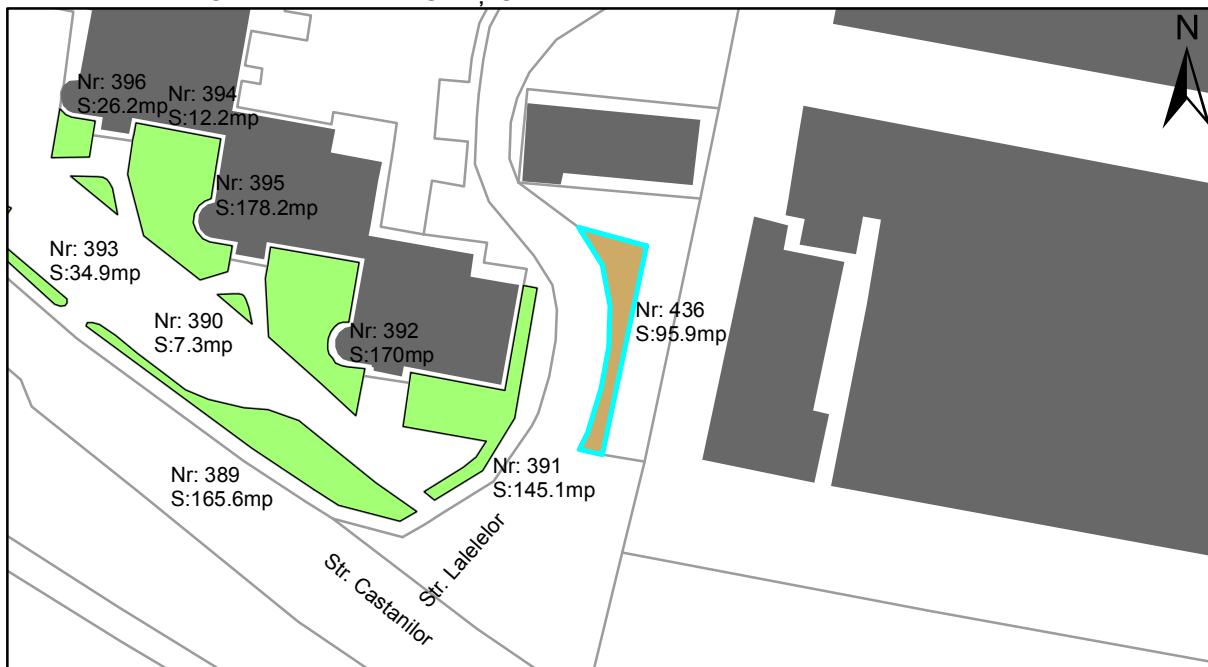 N
Nr: 396
S:26.2mp
Nr: 394
S:12.2mp
Nr: 395
S:178.2mp
Nr: 393
S:34.9mp
Nr: 390
S:7.3mp
Nr: 392
S:170mp
Nr: 436
S:95.9mp
Nr: 389
S:165.6mp
Nr: 391
S:145.1mp
Str. Lalelelor
Str. Castanilor